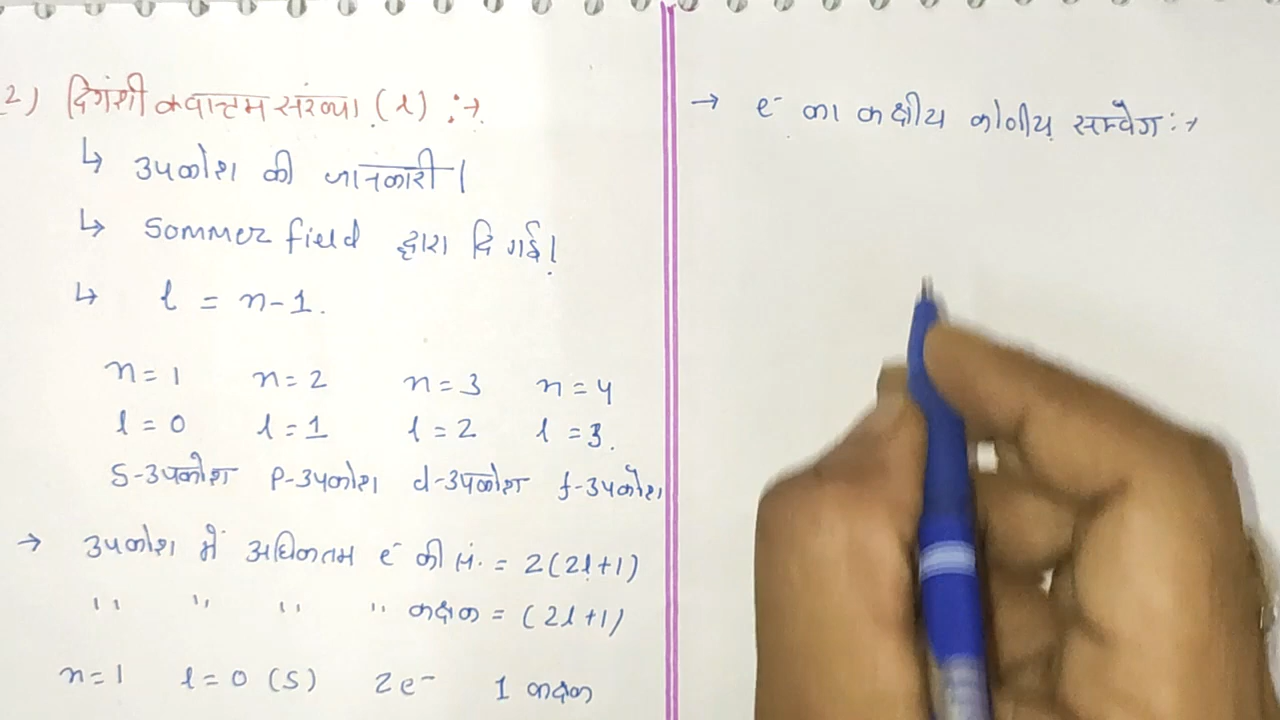 2) दिगंशी क्वान्टम संख्या (l) :→
↳ उपकोश की जानकारी।
↳ Sommer field द्वारा दि गई।
↳ l = n-1.
n=1 n=2 n=3 n=4
l=0 l=1 l=2 l=3.
S-उपकोश P-उपकोश d-उपकोश f-उपकोश
→ उपकोश में अधिकतम e⁻ की सं. = 2(2l+1)
" " " " कक्षक = (2l+1)
n=1 l=0 (S) 2e⁻ 1 कक्षक
→ e⁻ का कक्षीय कोणीय सम्वेग :→